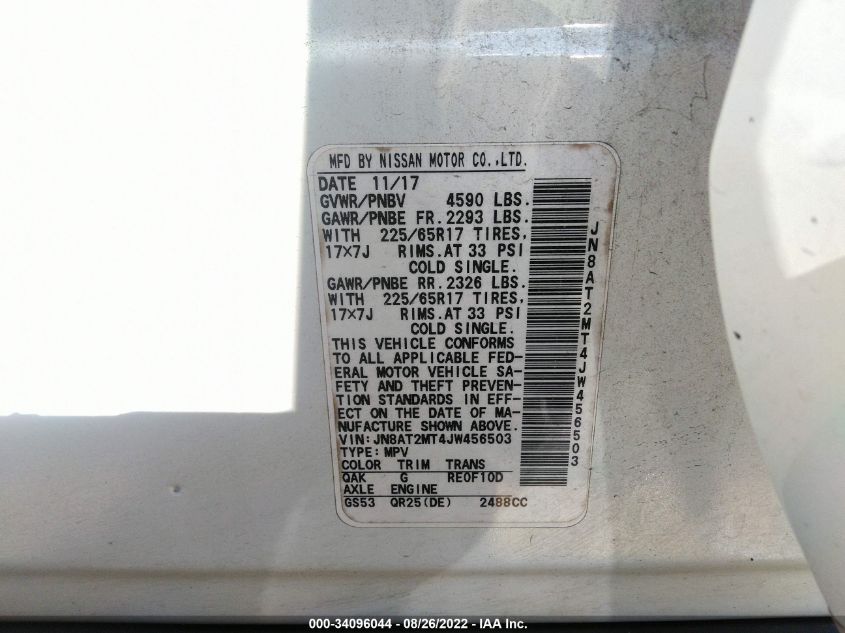 MFD BY NISSAN MOTOR CO.,LTD.
DATE 11/17
GVWR/PNBV 4590 LBS.
GAWR/PNBE FR.2293 LBS.
WITH 225/65R17 TIRES,
17×7J RIMS.AT 33 PSI
COLD SINGLE.
GAWR/PNBE RR.2326 LBS.
WITH 225/65R17 TIRES,
17×7J RIMS.AT 33 PSI
COLD SINGLE.
THIS VEHICLE CONFORMS
TO ALL APPLICABLE FED-
ERAL MOTOR VEHICLE SA-
FETY AND THEFT PREVEN-
TION STANDARDS IN EFF-
ECT ON THE DATE OF MA-
NUFACTURE SHOWN ABOVE.
VIN:JN8AT2MT4JW456503
TYPE:MPV
COLOR TRIM TRANS
QAK G RE0F10D
AXLE ENGINE
GS53 QR25(DE) 2488CC
JN8AT2MT4JW456503
000-34096044 - 08/26/2022 - IAA Inc.